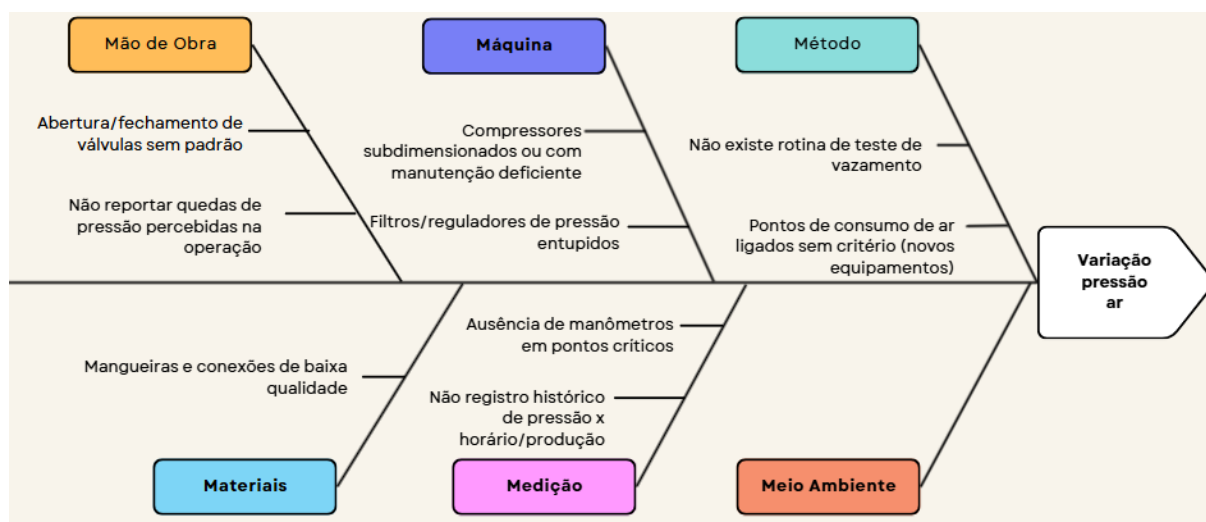 Mão de Obra
Máquina
Método
Abertura/fechamento de
válvulas sem padrão
Não reportar quedas de
pressão percebidas na
operação
Compressores
subdimensionados ou com
manutenção deficiente
Filtros/reguladores de pressão
entupidos
Não existe rotina de teste de
vazamento
Pontos de consumo de ar
ligados sem critério (novos
equipamentos)
Variação
pressão
ar
Mangueiras e conexões de baixa
qualidade
Ausência de manômetros
em pontos críticos
Não registro histórico
de pressão x
horário/produção
Materiais
Medição
Meio Ambiente